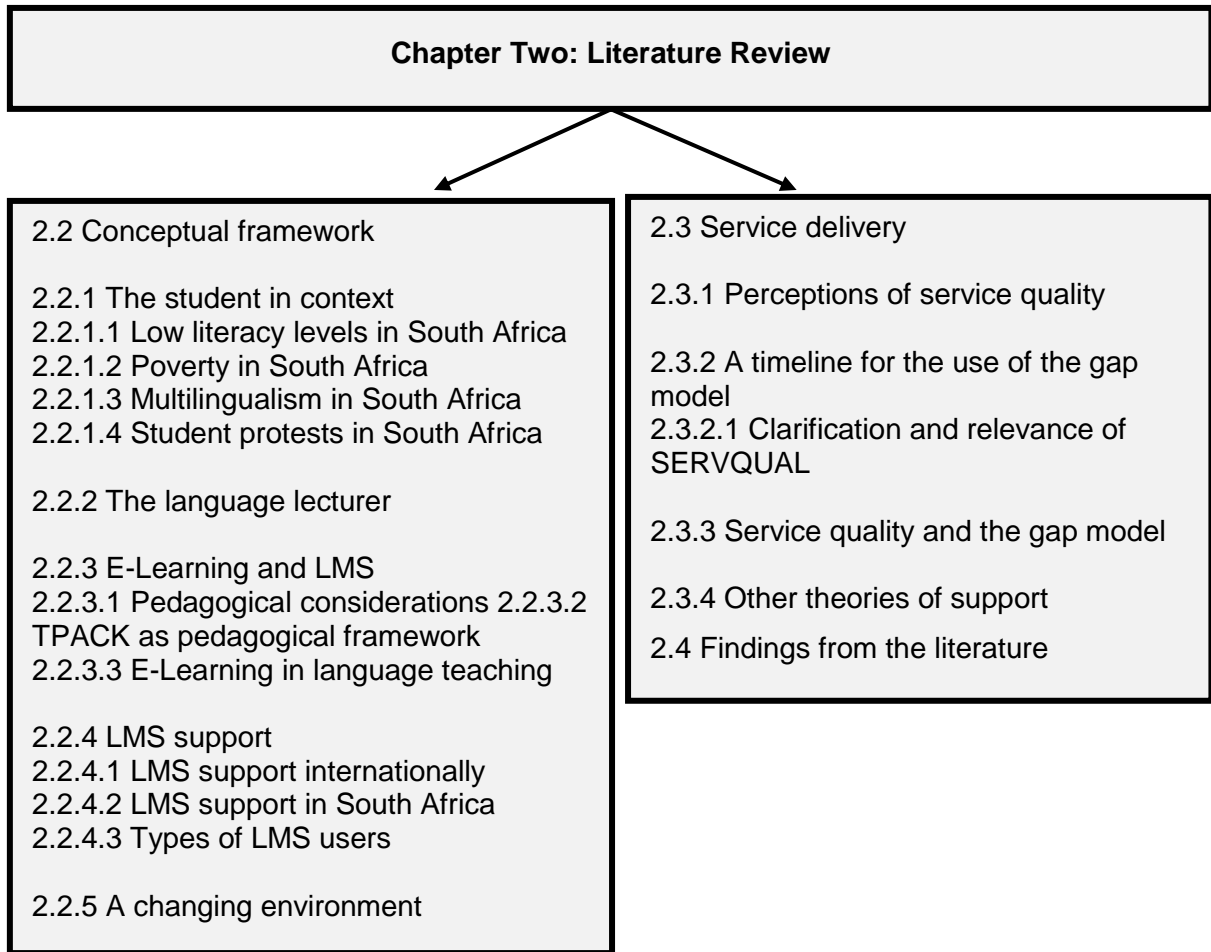 Chapter Two: Literature Review
2.2 Conceptual framework
2.2.1 The student in context
2.2.1.1 Low literacy levels in South Africa
2.2.1.2 Poverty in South Africa
2.2.1.3 Multilingualism in South Africa
2.2.1.4 Student protests in South Africa
2.2.2 The language lecturer
2.2.3 E-Learning and LMS
2.2.3.1 Pedagogical considerations 2.2.3.2
TPACK as pedagogical framework
2.2.3.3 E-Learning in language teaching
2.2.4 LMS support
2.2.4.1 LMS support internationally
2.2.4.2 LMS support in South Africa
2.2.4.3 Types of LMS users
2.2.5 A changing environment
2.3 Service delivery
2.3.1 Perceptions of service quality
2.3.2 A timeline for the use of the gap
model
2.3.2.1 Clarification and relevance of
SERVQUAL
2.3.3 Service quality and the gap model
2.3.4 Other theories of support
2.4 Findings from the literature